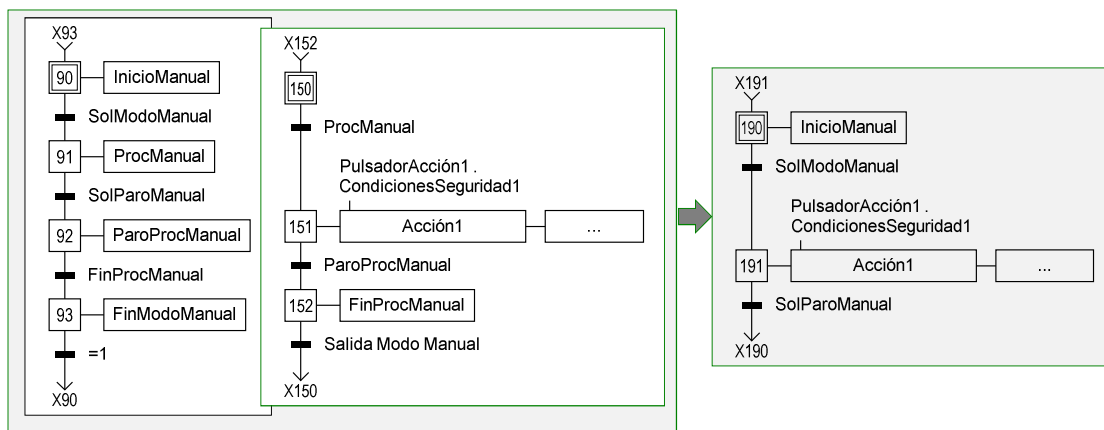 X93
90
InicioManual
SolModoManual
91
ProcManual
SolParoManual
92
ParoProcManual
FinProcManual
93
FinModoManual
=1
X90
X152
150
ProcManual
PulsadorAcción1 .
CondicionesSeguridad1
151
Acción1
...
ParoProcManual
152
FinProcManual
Salida Modo Manual
X150
X191
190
InicioManual
SolModoManual
PulsadorAcción1 .
CondicionesSeguridad1
191
Acción1
...
SolParoManual
X190